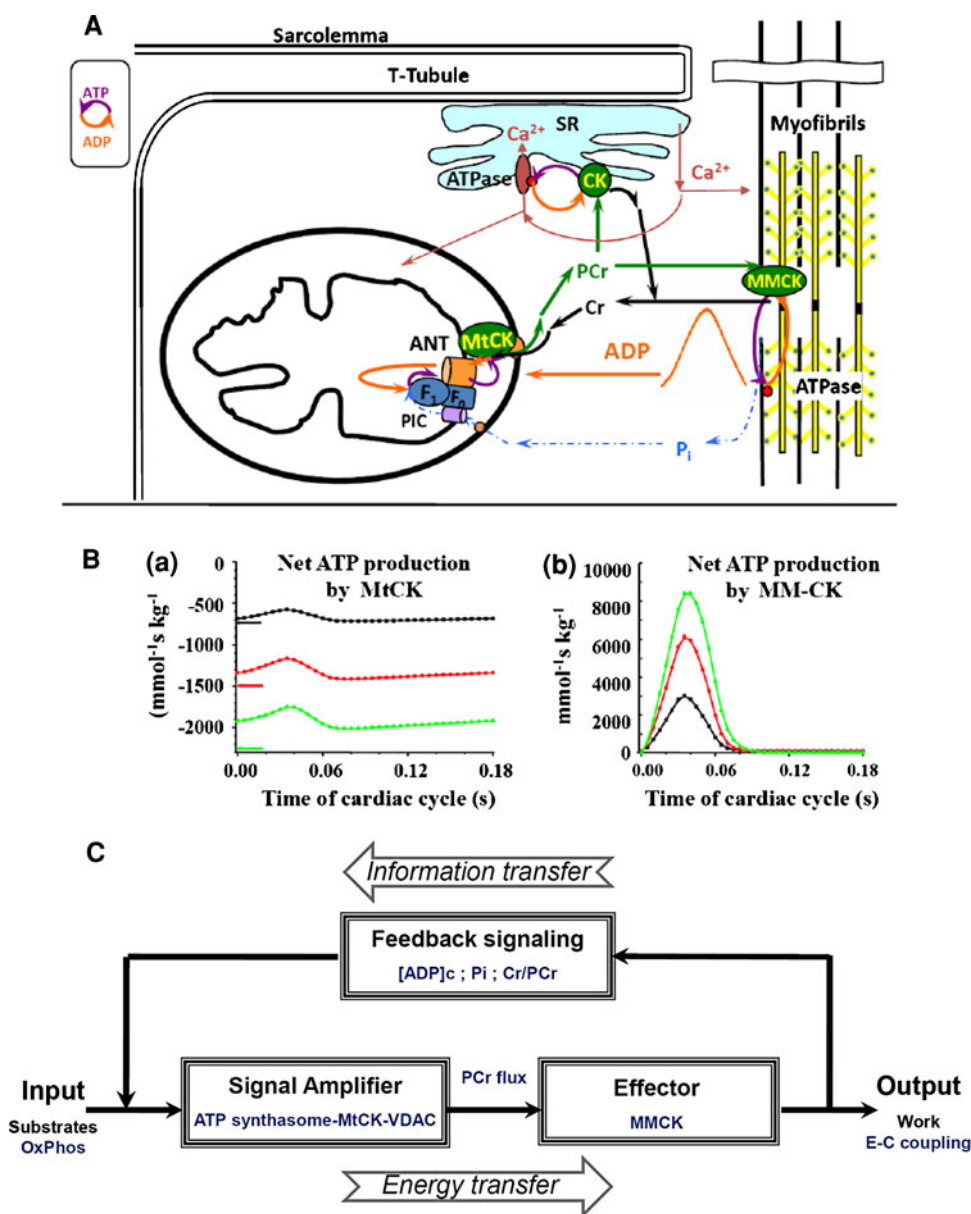 A
Sarcolemma
T-Tubule
ATP
ADP
SR
Ca²⁺
ATPase
CK
Ca²⁺
Myofibrils
PCr
MMCK
Cr
ANT
MtCK
ADP
F₁
F₀
PIC
ATPase
Pᵢ
B
(a)
Net ATP production
by MtCK
(mmol⁻¹s kg⁻¹)
0
-500
-1000
-1500
-2000
0.00
0.06
0.12
0.18
Time of cardiac cycle (s)
(b)
Net ATP production
by MM-CK
mmol⁻¹s kg⁻¹
10000
8000
6000
4000
2000
0
0.00
0.06
0.12
0.18
Time of cardiac cycle (s)
C
Information transfer
Feedback signaling
[ADP]c ; Pi ; Cr/PCr
Input
Substrates
OxPhos
Signal Amplifier
ATP synthasome-MtCK-VDAC
PCr flux
Effector
MMCK
Output
Work
E-C coupling
Energy transfer